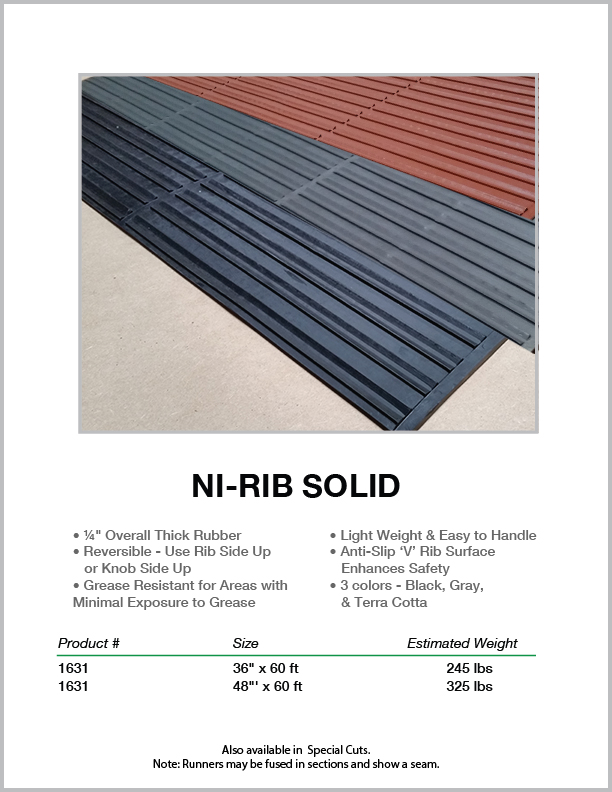 NI-RIB SOLID
• ¼" Overall Thick Rubber
• Reversible - Use Rib Side Up
or Knob Side Up
• Grease Resistant for Areas with
Minimal Exposure to Grease
• Light Weight & Easy to Handle
• Anti-Slip ‘V’ Rib Surface
Enhances Safety
• 3 colors - Black, Gray,
& Terra Cotta
Product # Size Estimated Weight
1631 36" x 60 ft 245 lbs
1631 48"' x 60 ft 325 lbs
Also available in Special Cuts.
Note: Runners may be fused in sections and show a seam.